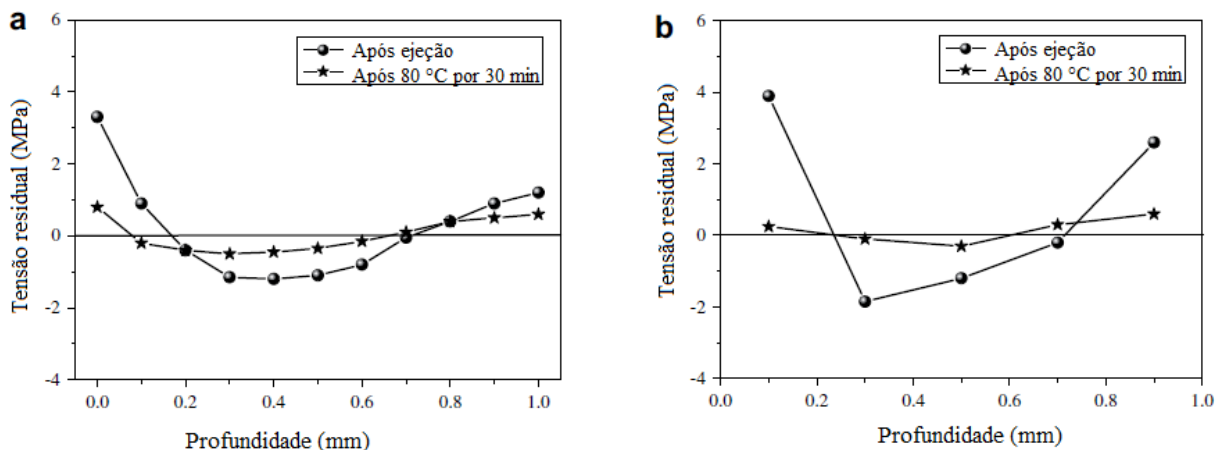 a
Após ejeção
Após 80 °C por 30 min
Tensão residual (MPa)
6
4
2
0
-2
-4
0.0 0.2 0.4 0.6 0.8 1.0
Profundidade (mm)
b
Após ejeção
Após 80 °C por 30 min
Tensão residual (MPa)
6
4
2
0
-2
-4
0.0 0.2 0.4 0.6 0.8 1.0
Profundidade (mm)